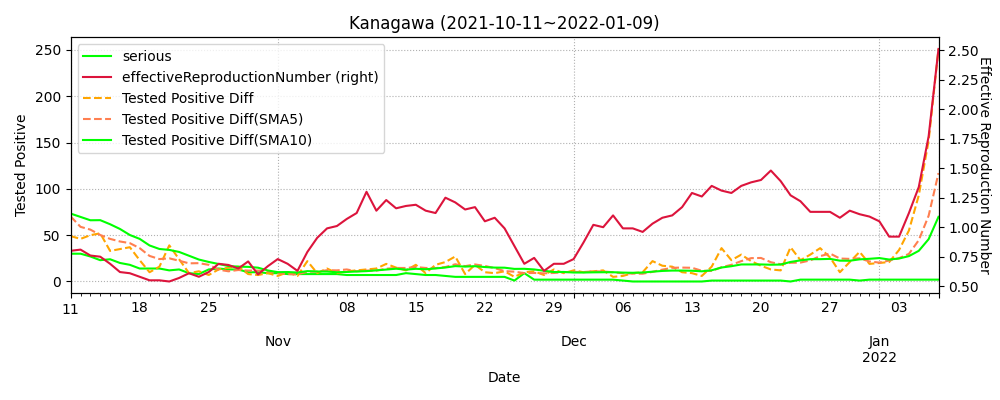 Kanagawa (2021-10-11~2022-01-09)
serious
effectiveReproductionNumber (right)
Tested Positive Diff
Tested Positive Diff(SMA5)
Tested Positive Diff(SMA10)
Tested Positive
250
200
150
100
50
0
2.50
2.25
2.00
1.75
1.50
1.25
1.00
0.75
0.50
Effective Reproduction Number
11 18 25 08 15 22 29 06 13 20 27 03
Nov Dec Jan
2022
Date